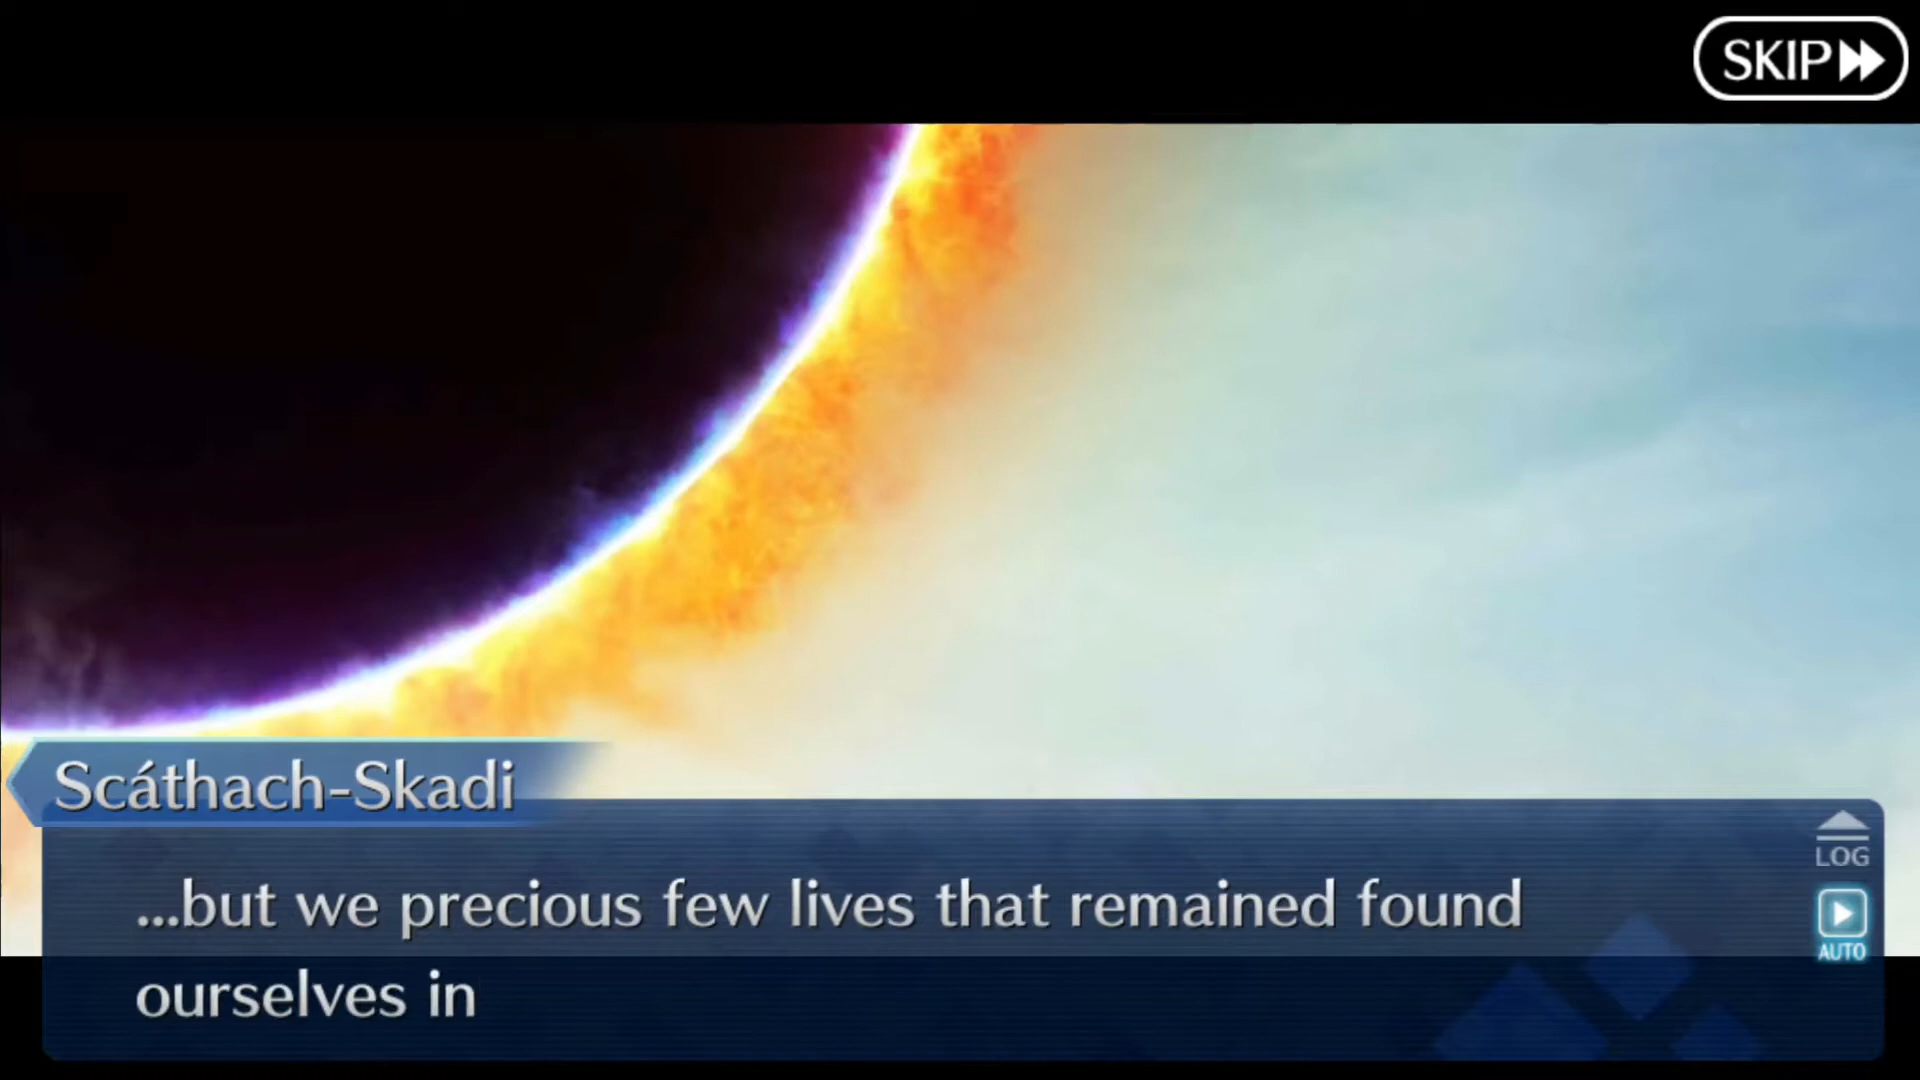 SKIP
Scáthach-Skadi
...but we precious few lives that remained found
ourselves in
LOG
AUTO